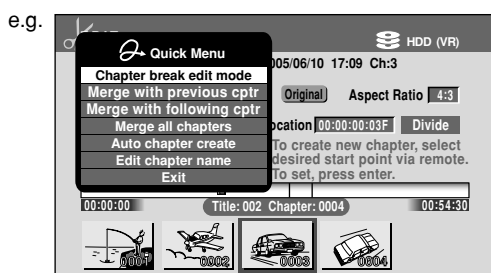 e.g.
HDD (VR)
Quick Menu
005/06/10 17:09 Ch:3
Chapter break edit mode
Merge with previous cptr
Original Aspect Ratio 4:3
Merge with following cptr
Merge all chapters
ocation 00:00:00:03F Divide
Auto chapter create
To create new chapter, select
Edit chapter name
desired start point via remote.
Exit
To set, press enter.
00:00:00 Title: 002 Chapter: 0004 00:54:30
0001 0002 0003 0004